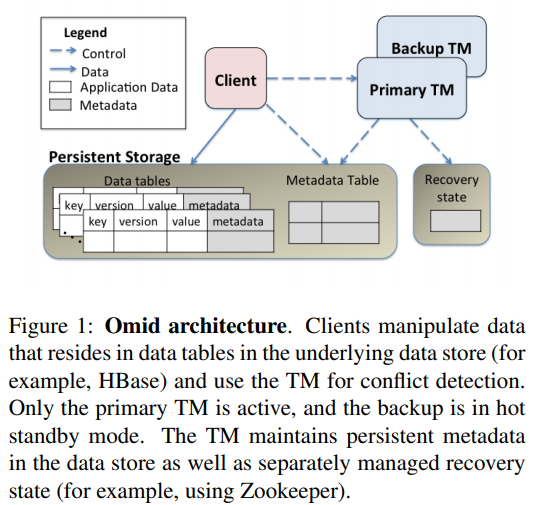 Legend
Control
Data
Application Data
Metadata
Client
Backup TM
Primary TM
Persistent Storage
Data tables
key version value metadata
key version value metadata
Metadata Table
Recovery
state
Figure 1: Omid architecture. Clients manipulate data
that resides in data tables in the underlying data store (for
example, HBase) and use the TM for conflict detection.
Only the primary TM is active, and the backup is in hot
standby mode. The TM maintains persistent metadata
in the data store as well as separately managed recovery
state (for example, using Zookeeper).